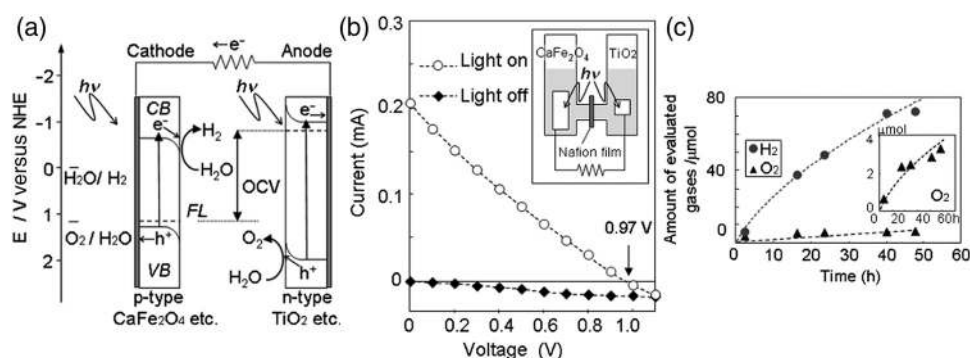 (a)
Cathode
e⁻
Anode
E / V versus NHE
-2
-1
0
1
2
hν
CB
e⁻
H₂
H₂O
H₂O/ H₂
OCV
FL
O₂ / H₂O
h⁺
VB
O₂
H₂O
hν
e⁻
h⁺
p-type
CaFe₂O₄ etc.
n-type
TiO₂ etc.
(b)
Current (mA)
0.3
0.2
0.1
0
Light on
Light off
CaFe₂O₄
TiO₂
hν
Nafion film
0.97 V
0
0.2
0.4
0.6
0.8
1.0
Voltage (V)
(c)
Amount of evaluated
gases /μmol
80
60
40
20
0
H₂
O₂
μmol
4
2
0
0
20
40
60h
O₂
0
10
20
30
40
50
60
Time (h)